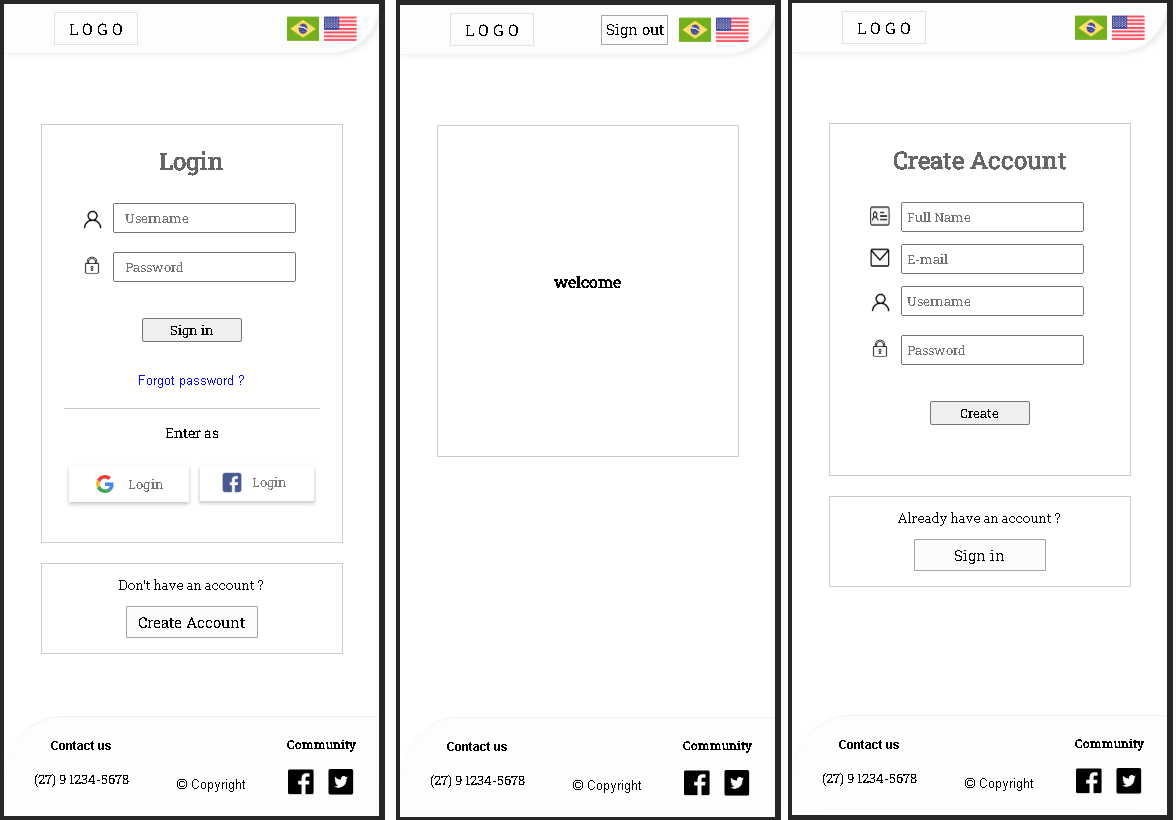 L O G O
Login
Username
Password
Sign in
Forgot password ?
Enter as
Login
Login
Don't have an account ?
Create Account
Contact us
Community
(27) 9 1234-5678
© Copyright
L O G O
Sign out
welcome
Contact us
Community
(27) 9 1234-5678
© Copyright
L O G O
Create Account
Full Name
E-mail
Username
Password
Create
Already have an account ?
Sign in
Contact us
Community
(27) 9 1234-5678
© Copyright